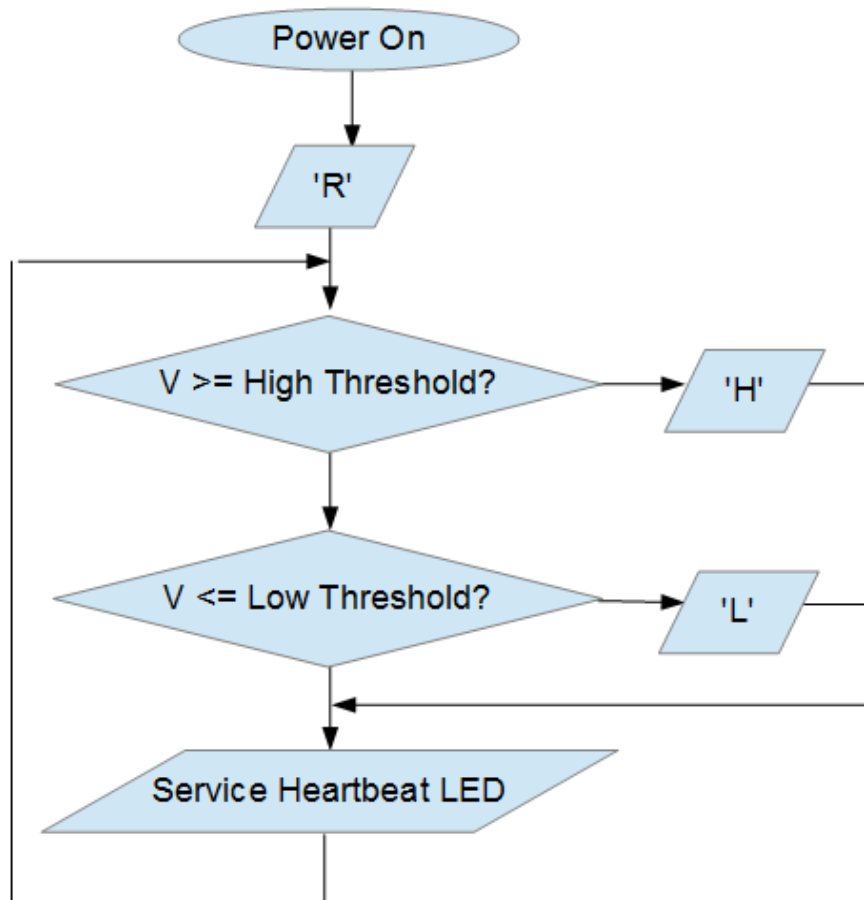 Power On
'R'
V >= High Threshold?
'H'
V <= Low Threshold?
'L'
Service Heartbeat LED